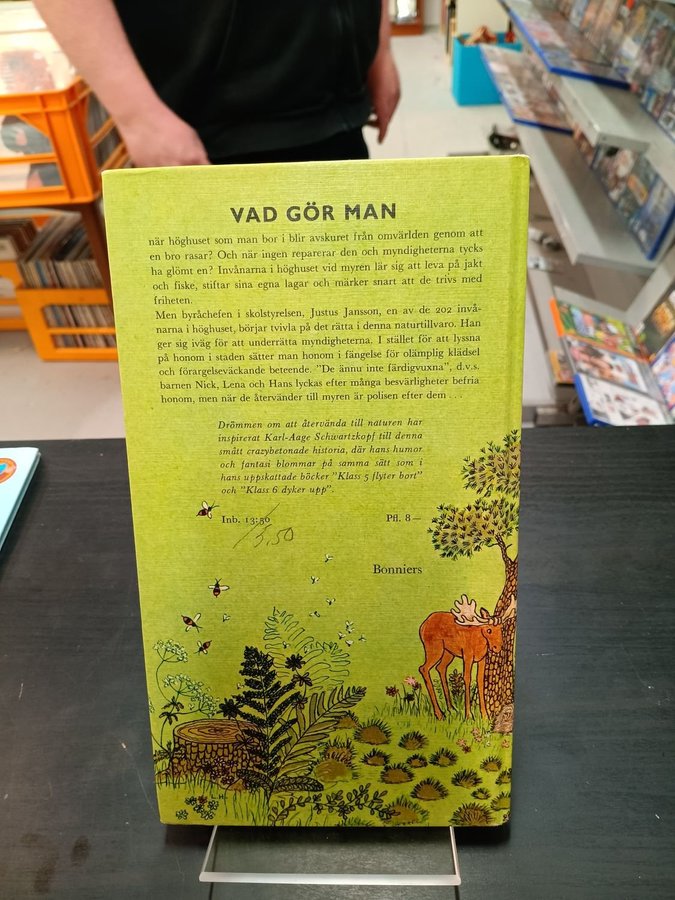 VAD GÖR MAN
när höghuset som man bor i blir avskuret från omvärlden genom att
en bro rasar? Och när ingen reparerar den och myndigheterna tycks
ha glömt en? Invånarna i höghuset vid myren lär sig att leva på jakt
och fiske, stiftar sina egna lagar och märker snart att de trivs med
friheten.
Men byråchefen i skolstyrelsen, Justus Jansson, en av de 202 invå-
narna i höghuset, börjar tvivla på det rätta i denna naturtillvaro. Han
ger sig iväg för att underrätta myndigheterna. I stället för att lyssna
på honom i staden sätter man honom i fängelse för olämplig klädsel
och förargelseväckande beteende. "De ännu inte färdigvuxna", d.v.s.
barnen Nick, Lena och Hans lyckas efter många besvärligheter befria
honom, men när de återvänder till myren är polisen efter dem . . .
Drömmen om att återvända till naturen har
inspirerat Karl-Aage Schwartzkopf till denna
smått crazybetonade historia, där hans humor
och fantasi blommar på samma sätt som i
hans uppskattade böcker "Klass 5 flyter bort"
och "Klass 6 dyker upp".
Inb. 13:50 Pfl. 8—
13.50
Bonniers
L.H.